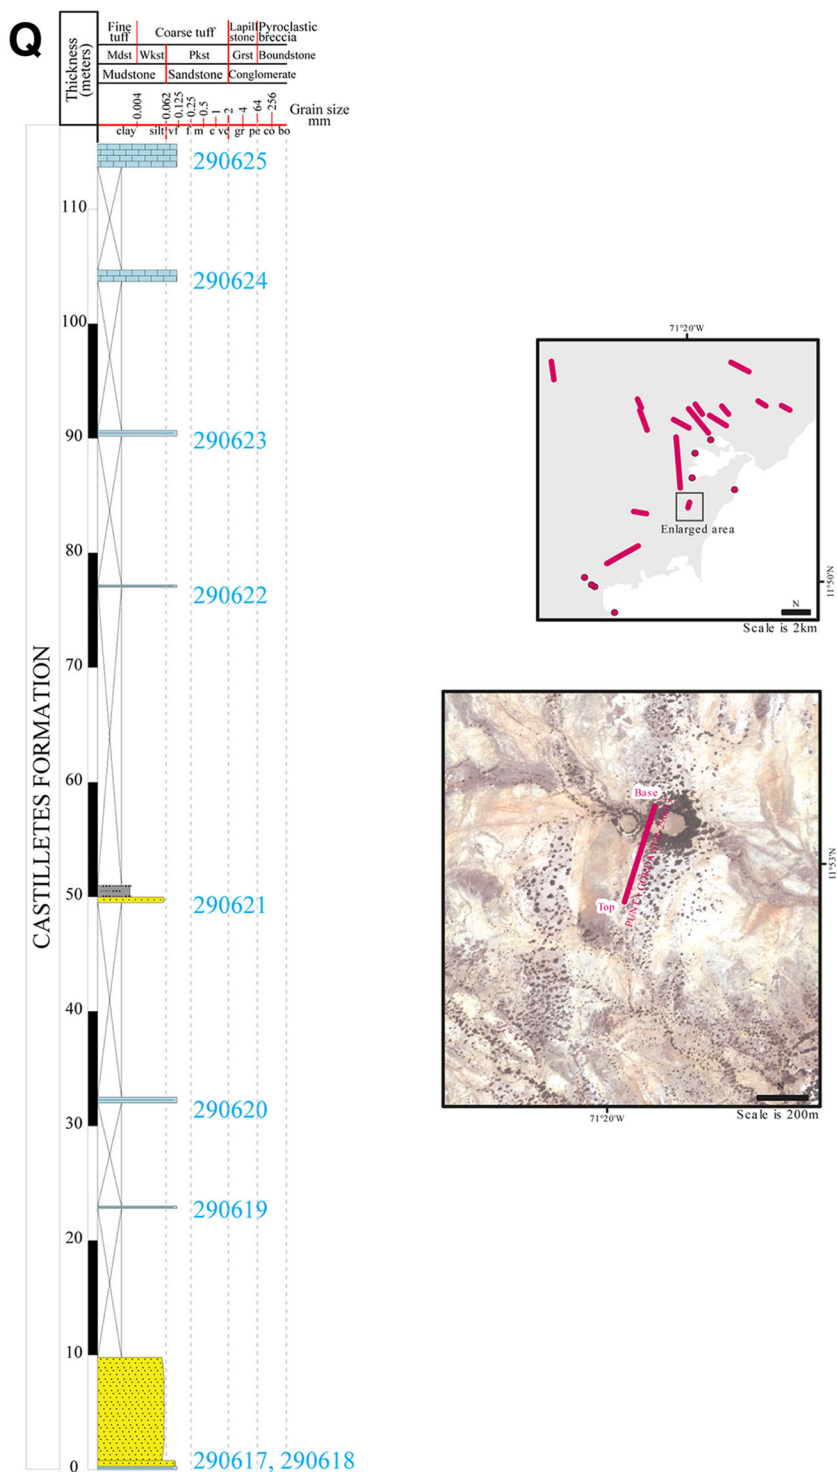 Q
Thickness
(meters)
Fine
tuff
Coarse tuff
Lapill
stone
Pyroclastic
breccia
Mdst
Wkst
Pkst
Grst
Boundstone
Mudstone
Sandstone
Conglomerate
0.004
0.062
0.125
0.25
0.5
1
2
4
64
256
Grain size
mm
clay
silt
vf
f
m
c
vc
gr
pe
co
bo
290625
110
290624
100
290623
90
80
290622
70
60
50
290621
40
290620
30
290619
20
10
290617, 290618
0
CASTILLETES FORMATION
71°20'W
Enlarged area
11°50'N
N
Scale is 2km
Base
Top
PUNTA GORDA
11°53'N
N
71°20'W
Scale is 200m